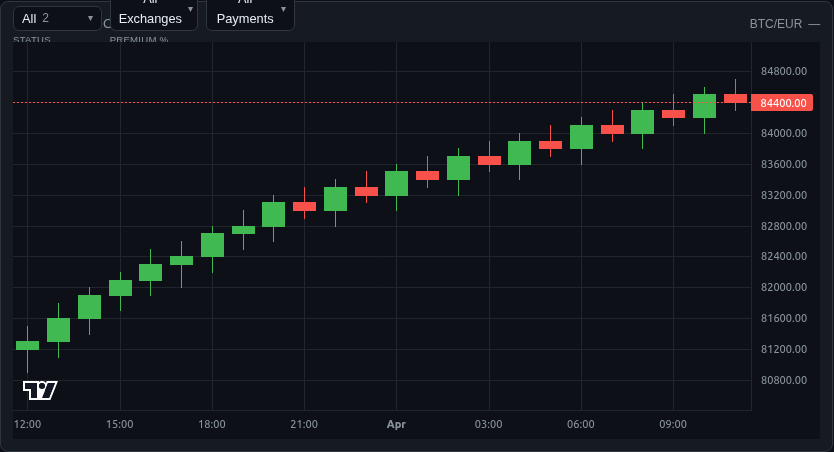 All 2 ▾
All Exchanges ▾
All Payments ▾
BTC/EUR —
STATUS
PREMIUM %
84800.00
84400.00
84000.00
83600.00
83200.00
82800.00
82400.00
82000.00
81600.00
81200.00
80800.00
12:00 15:00 18:00 21:00 Apr 03:00 06:00 09:00